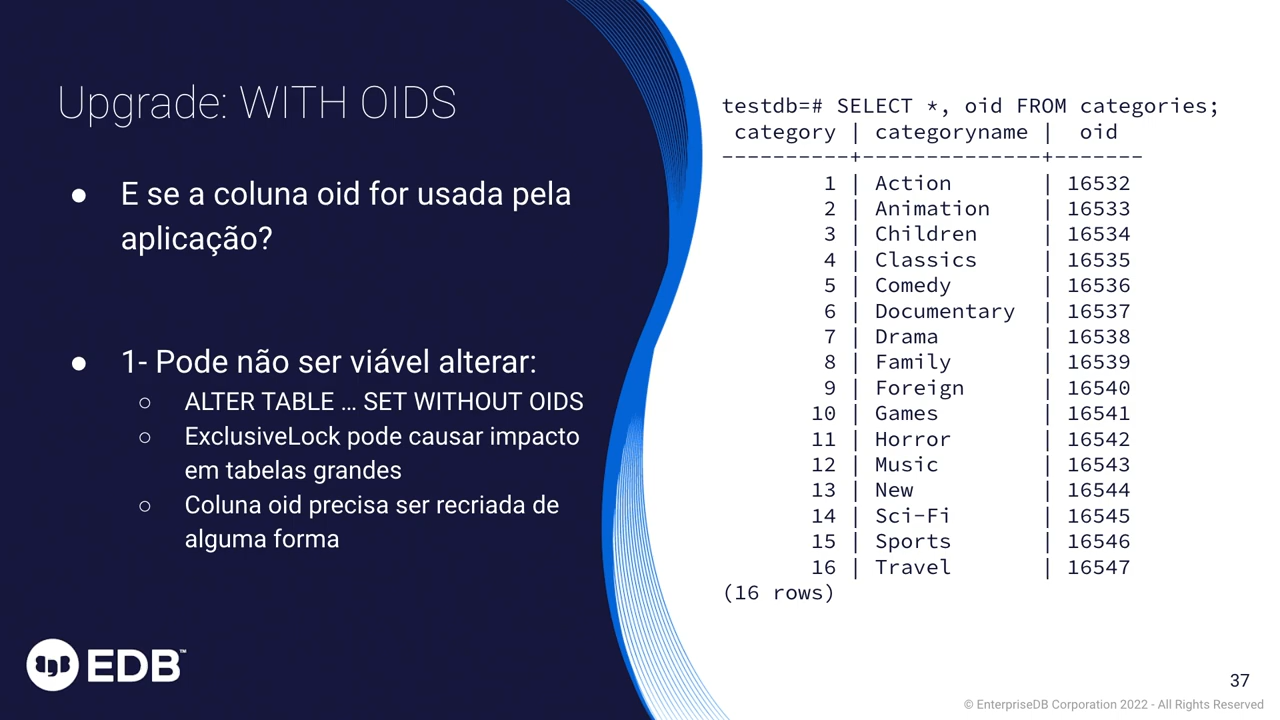 Upgrade: WITH OIDS
● E se a coluna oid for usada pela
aplicação?
● 1- Pode não ser viável alterar:
○ ALTER TABLE … SET WITHOUT OIDS
○ ExclusiveLock pode causar impacto
em tabelas grandes
○ Coluna oid precisa ser recriada de
alguma forma
testdb=# SELECT *, oid FROM categories;
 category | categoryname |  oid
----------+--------------+-------
        1 | Action       | 16532
        2 | Animation    | 16533
        3 | Children     | 16534
        4 | Classics     | 16535
        5 | Comedy       | 16536
        6 | Documentary  | 16537
        7 | Drama        | 16538
        8 | Family       | 16539
        9 | Foreign      | 16540
       10 | Games        | 16541
       11 | Horror       | 16542
       12 | Music        | 16543
       13 | New          | 16544
       14 | Sci-Fi       | 16545
       15 | Sports       | 16546
       16 | Travel       | 16547
(16 rows)
EDB™
37
© EnterpriseDB Corporation 2022 - All Rights Reserved